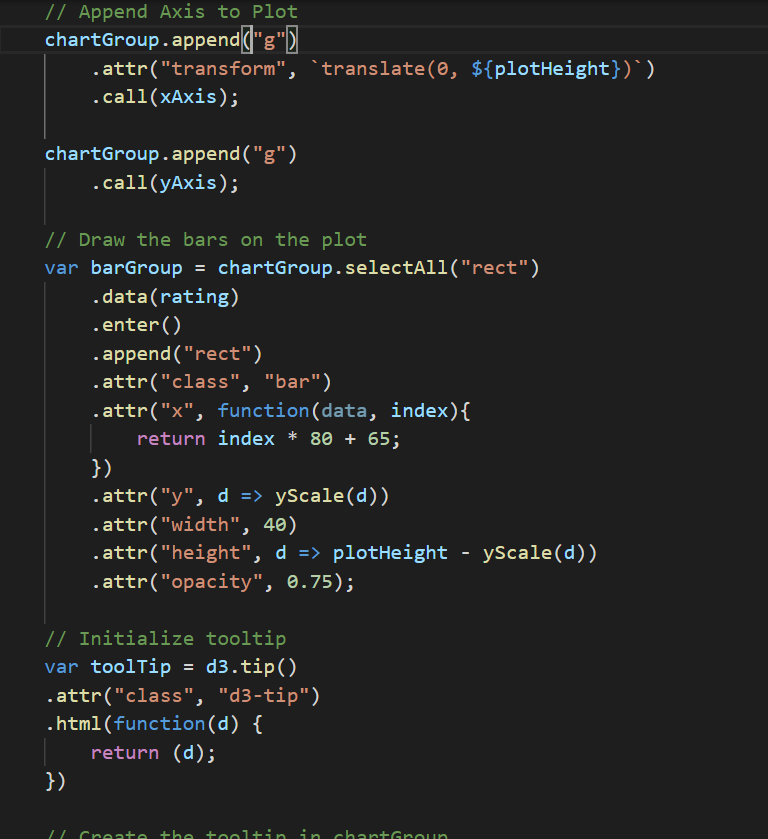 // Append Axis to Plot
chartGroup.append("g")
    .attr("transform", `translate(0, ${plotHeight})`)
    .call(xAxis);

chartGroup.append("g")
    .call(yAxis);

// Draw the bars on the plot
var barGroup = chartGroup.selectAll("rect")
    .data(rating)
    .enter()
    .append("rect")
    .attr("class", "bar")
    .attr("x", function(data, index){
        return index * 80 + 65;
    })
    .attr("y", d => yScale(d))
    .attr("width", 40)
    .attr("height", d => plotHeight - yScale(d))
    .attr("opacity", 0.75);

// Initialize tooltip
var toolTip = d3.tip()
.attr("class", "d3-tip")
.html(function(d) {
    return (d);
})

// Create the tooltip in chartGroup